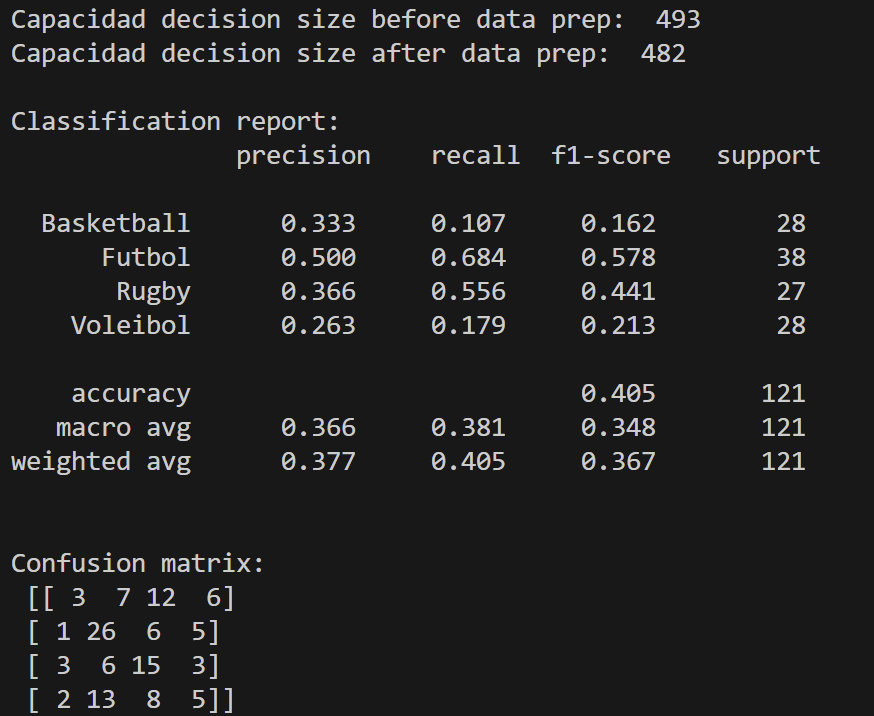 Capacidad decision size before data prep:  493
Capacidad decision size after data prep:  482
Classification report:
               precision    recall  f1-score   support
  Basketball      0.333     0.107     0.162        28
      Futbol      0.500     0.684     0.578        38
       Rugby      0.366     0.556     0.441        27
    Voleibol      0.263     0.179     0.213        28
    accuracy                          0.405       121
   macro avg      0.366     0.381     0.348       121
weighted avg      0.377     0.405     0.367       121
Confusion matrix:
 [[ 3  7 12  6]
 [ 1 26  6  5]
 [ 3  6 15  3]
 [ 2 13  8  5]]